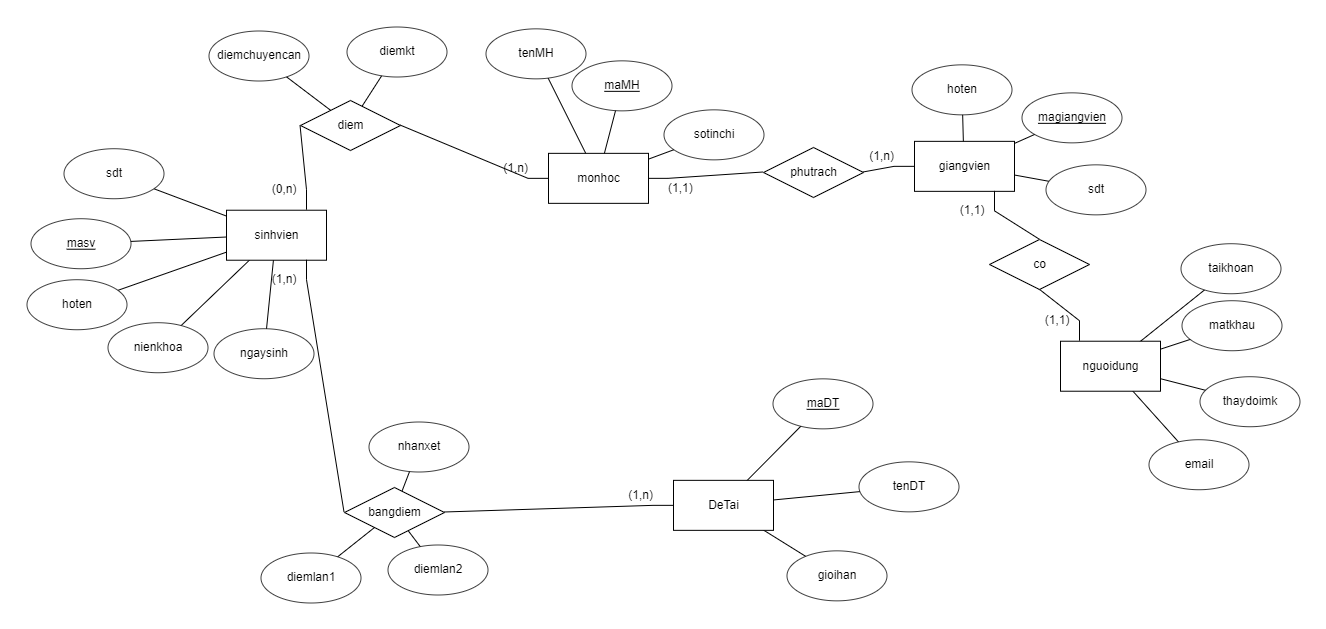 diemchuyencan
diemkt
tenMH
maMH
hoten
diem
sotinchi
magiangvien
sdt
(1,n)
monhoc
(1,1)
phutrach
(1,n)
giangvien
sdt
(0,n)
(1,1)
masv
sinhvien
co
taikhoan
hoten
(1,n)
(1,1)
matkhau
nienkhoa
ngaysinh
nguoidung
thaydoimk
maDT
nhanxet
email
bangdiem
(1,n)
DeTai
tenDT
diemlan1
diemlan2
gioihan